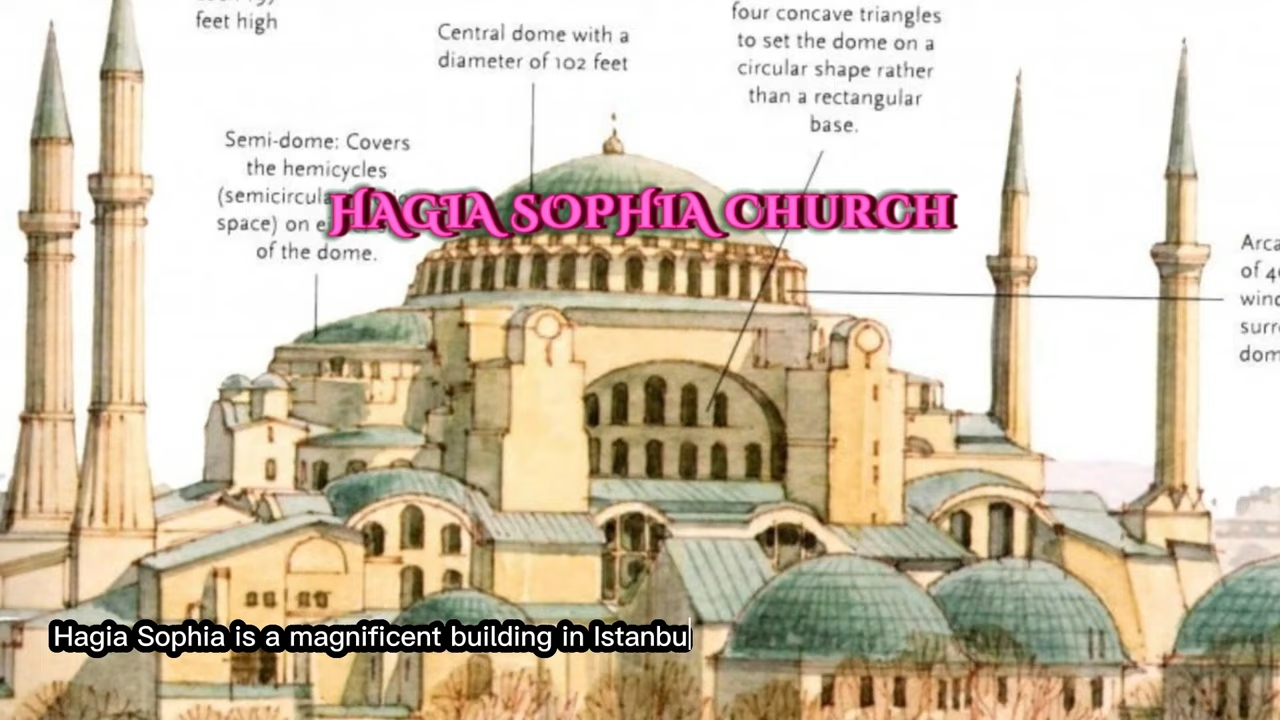 feet high
Central dome with a
diameter of 102 feet
four concave triangles
to set the dome on a
circular shape rather
than a rectangular
base.
Semi-dome: Covers
the hemicycles
space) on
of the dome.
HAGIA SOPHIA CHURCH
of
Hagia Sophia is a magnificent building in Istanbu